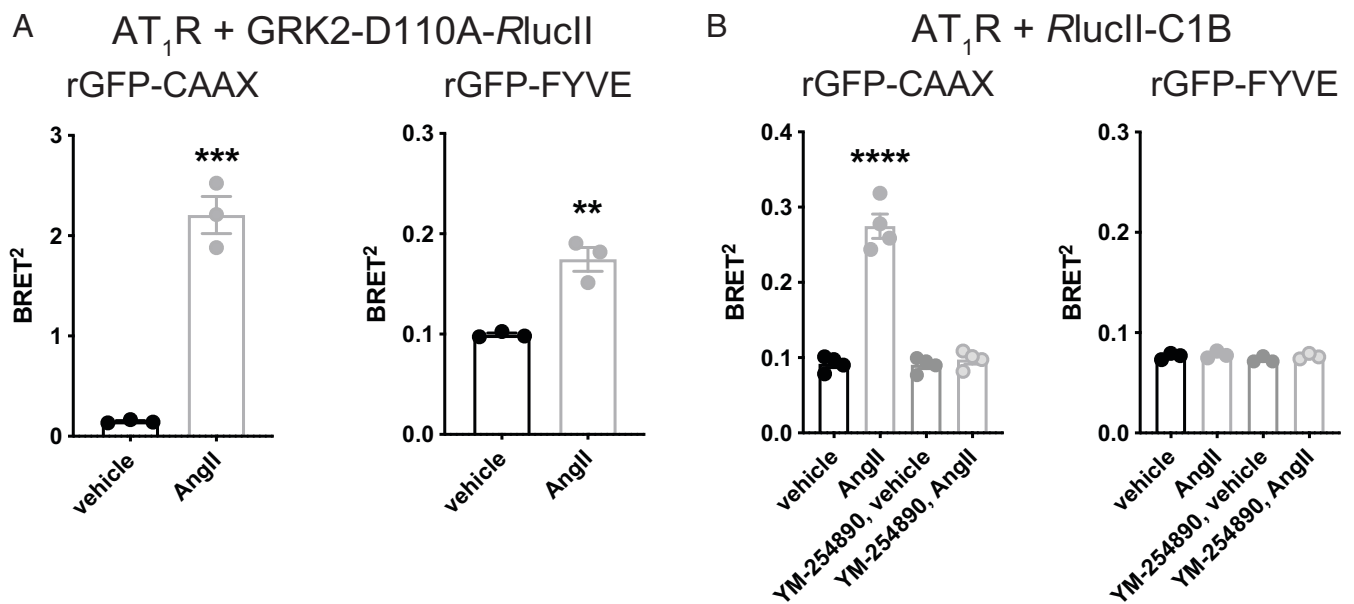 A
AT1R + GRK2-D110A-RlucII
rGFP-CAAX
rGFP-FYVE
BRET2
3
2
1
0
***
vehicle
AngII
BRET2
0.3
0.2
0.1
0.0
**
vehicle
AngII
B
AT1R + RlucII-C1B
rGFP-CAAX
rGFP-FYVE
BRET2
0.4
0.3
0.2
0.1
0.0
****
vehicle
AngII
YM-254890, vehicle
YM-254890, AngII
BRET2
0.3
0.2
0.1
0.0
vehicle
AngII
YM-254890, vehicle
YM-254890, AngII